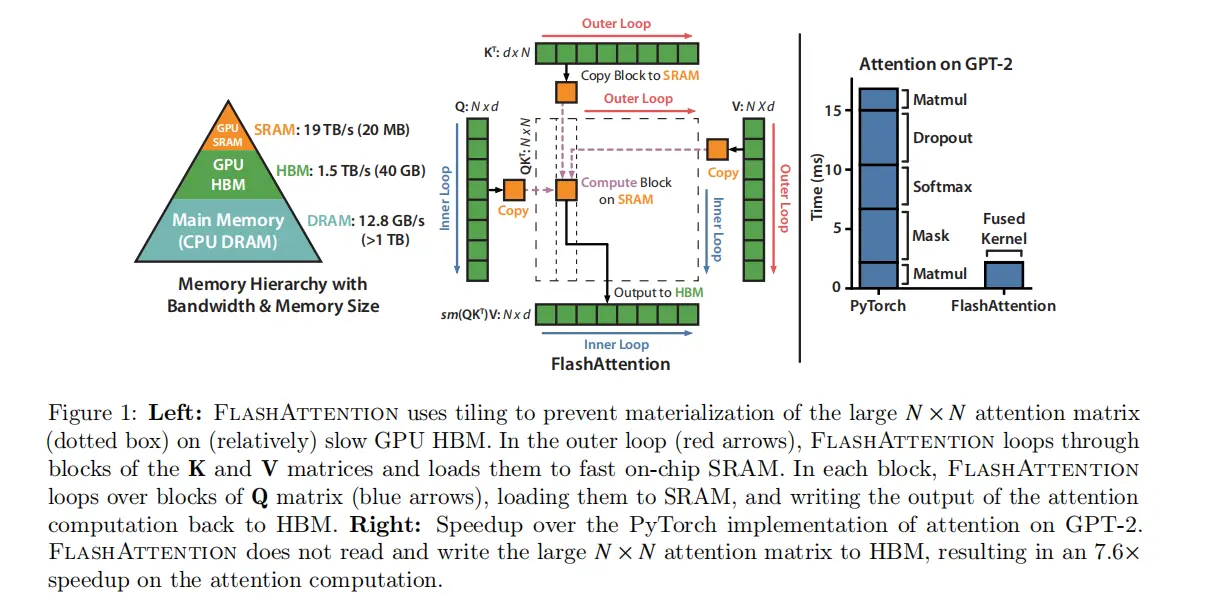 GPU
SRAM
SRAM: 19 TB/s (20 MB)
GPU
HBM
HBM: 1.5 TB/s (40 GB)
Main Memory
(CPU DRAM)
DRAM: 12.8 GB/s
(>1 TB)
Memory Hierarchy with
Bandwidth & Memory Size
Outer Loop
Kᵀ: d x N
Copy Block to SRAM
Outer Loop
Q: N x d
V: N X d
QKᵀ: N x N
Copy
Copy
Compute Block
on SRAM
Inner Loop
Inner Loop
Outer Loop
Output to HBM
sm(QKᵀ)V: N x d
Inner Loop
FlashAttention
Attention on GPT-2
Time (ms)
15
10
5
0
Matmul
Dropout
Softmax
Mask
Matmul
Fused
Kernel
PyTorch
FlashAttention
Figure 1: Left: FLASHATTENTION uses tiling to prevent materialization of the large N × N attention matrix
(dotted box) on (relatively) slow GPU HBM. In the outer loop (red arrows), FLASHATTENTION loops through
blocks of the K and V matrices and loads them to fast on-chip SRAM. In each block, FLASHATTENTION
loops over blocks of Q matrix (blue arrows), loading them to SRAM, and writing the output of the attention
computation back to HBM. Right: Speedup over the PyTorch implementation of attention on GPT-2.
FLASHATTENTION does not read and write the large N × N attention matrix to HBM, resulting in an 7.6×
speedup on the attention computation.